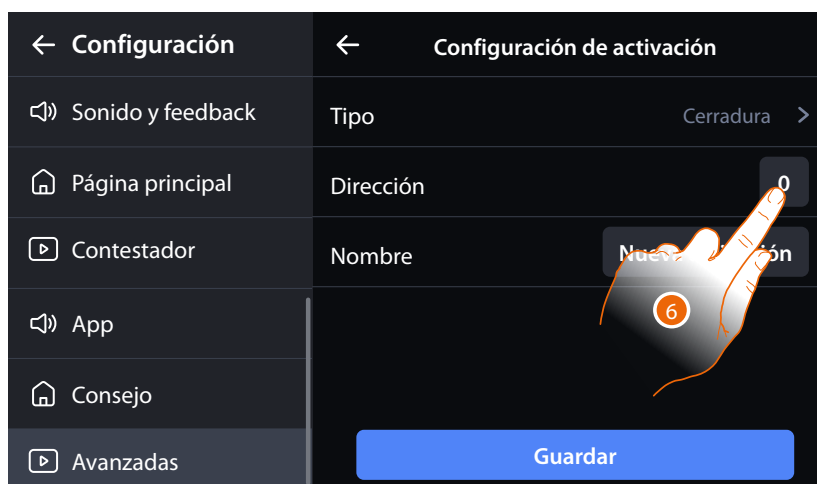 Configuración
Sonido y feedback
Página principal
Contestador
App
Consejo
Avanzadas
Configuración de activación
Tipo
Cerradura
Dirección
0
Nombre
6
Guardar